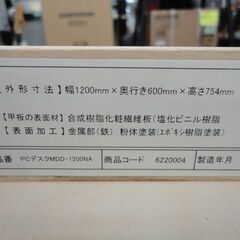 外形寸法】幅1200mm×奥行き600mm×高さ754mm
【甲板の表面材】合成樹脂化粧繊維板(塩化ビニル樹脂
【表面加工】金属部(鉄) 粉体塗装(エポキシ樹脂塗装)
品番 PCデスクMDD-1200NA 商品コード 6220004 製造年月